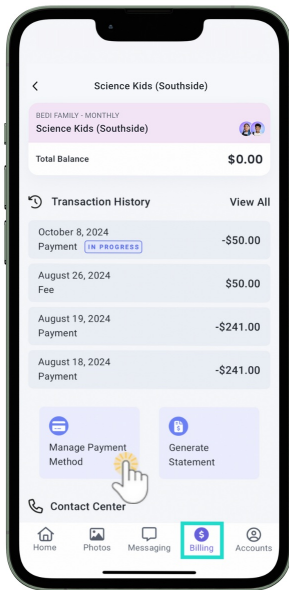 Science Kids (Southside)
BEDI FAMILY - MONTHLY
Science Kids (Southside)
Total Balance $0.00
Transaction History View All
October 8, 2024
Payment IN PROGRESS -$50.00
August 26, 2024
Fee $50.00
August 19, 2024
Payment -$241.00
August 18, 2024
Payment -$241.00
Manage Payment Method
Generate Statement
Contact Center
Home Photos Messaging Billing Accounts